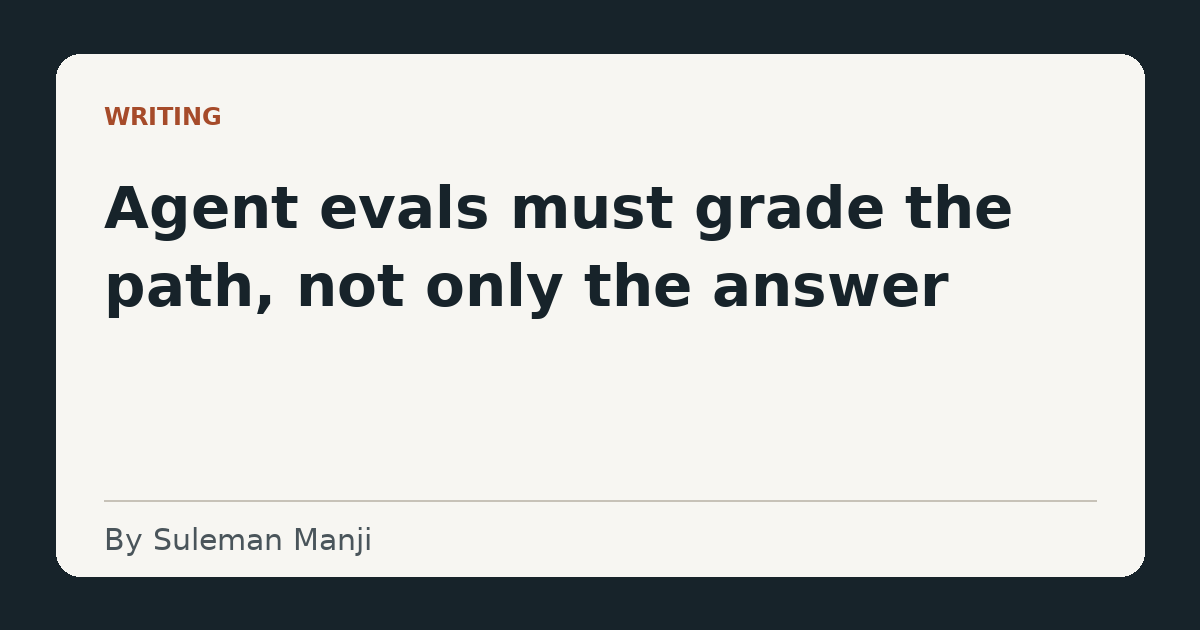 WRITING
Agent evals must grade the
path, not only the answer
By Suleman Manji